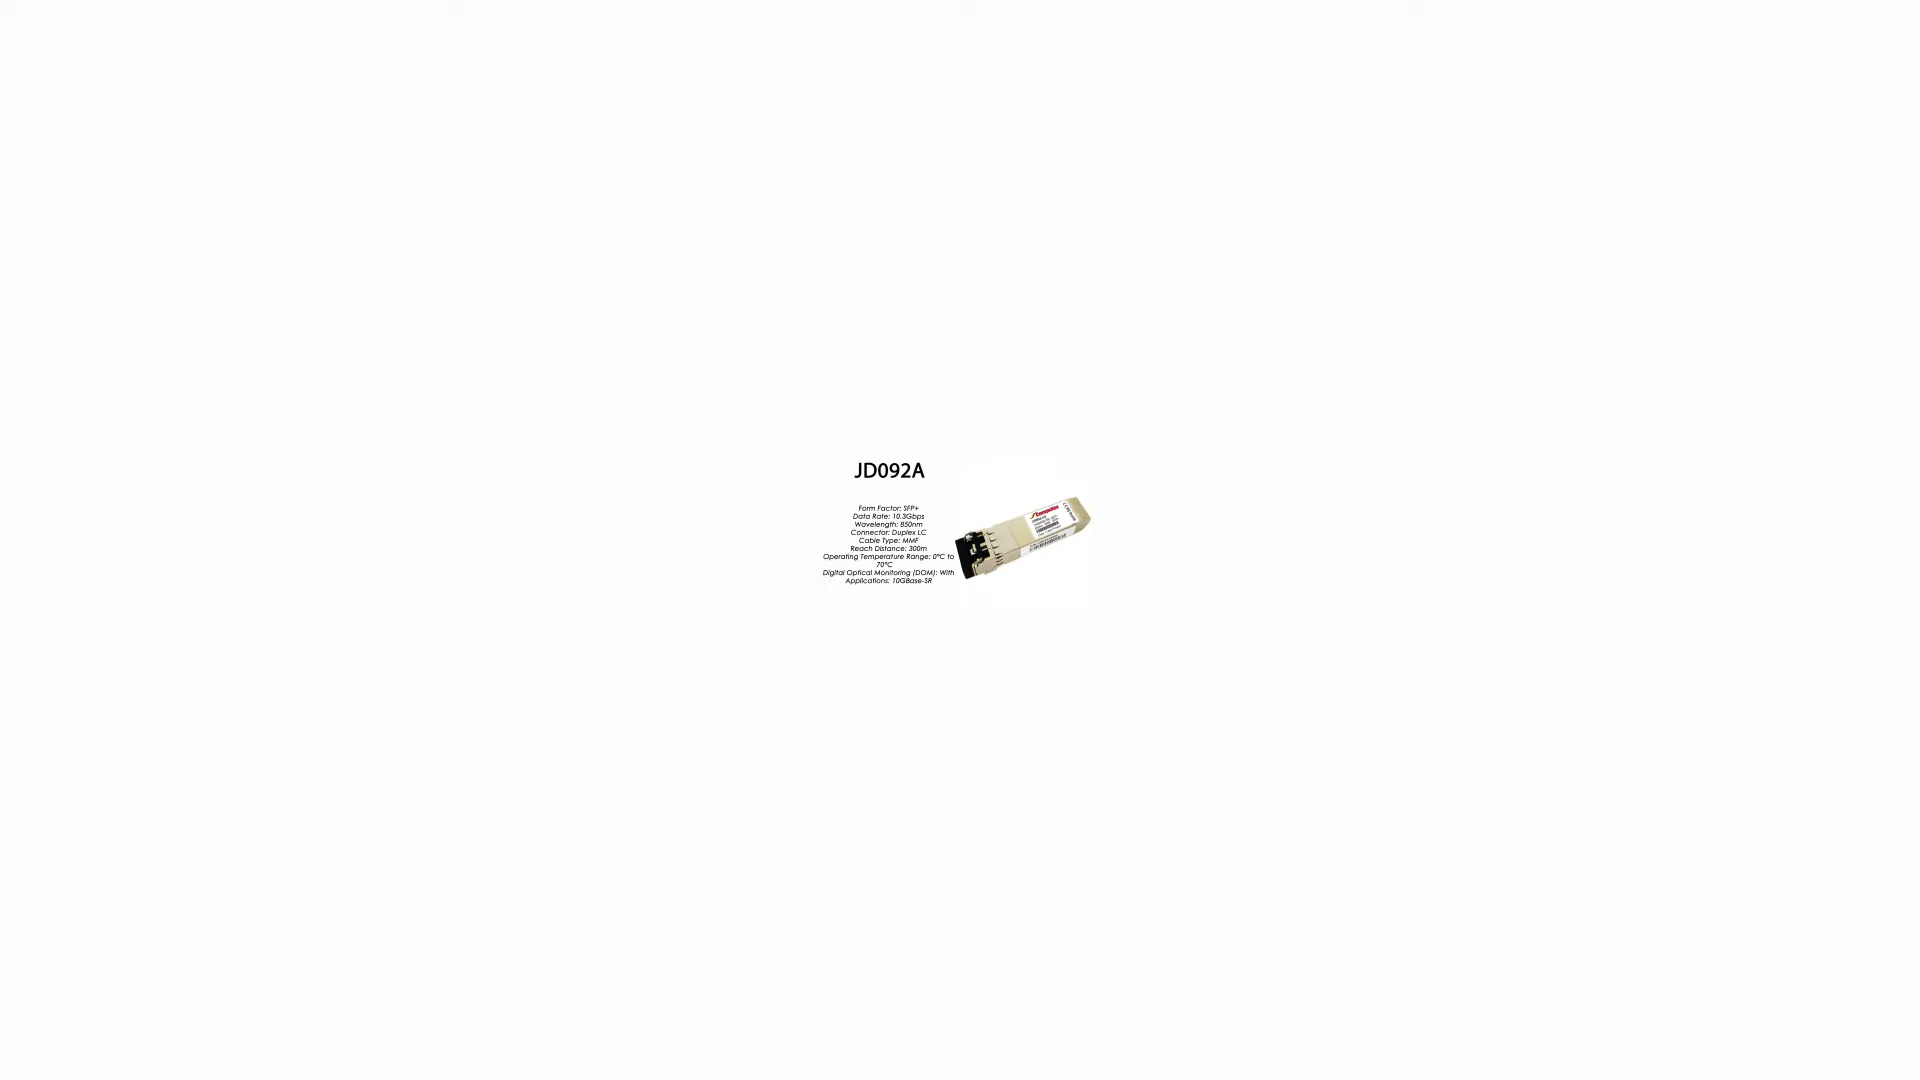 JD092A
Form Factor: SFP+
Data Rate: 10.3Gbps
Wavelength: 850nm
Connector: Duplex LC
Cable Type: MMF
Reach Distance: 300m
Operating Temperature Range: 0°C to
70°C
Digital Optical Monitoring (DOM): With
Applications: 10GBase-SR